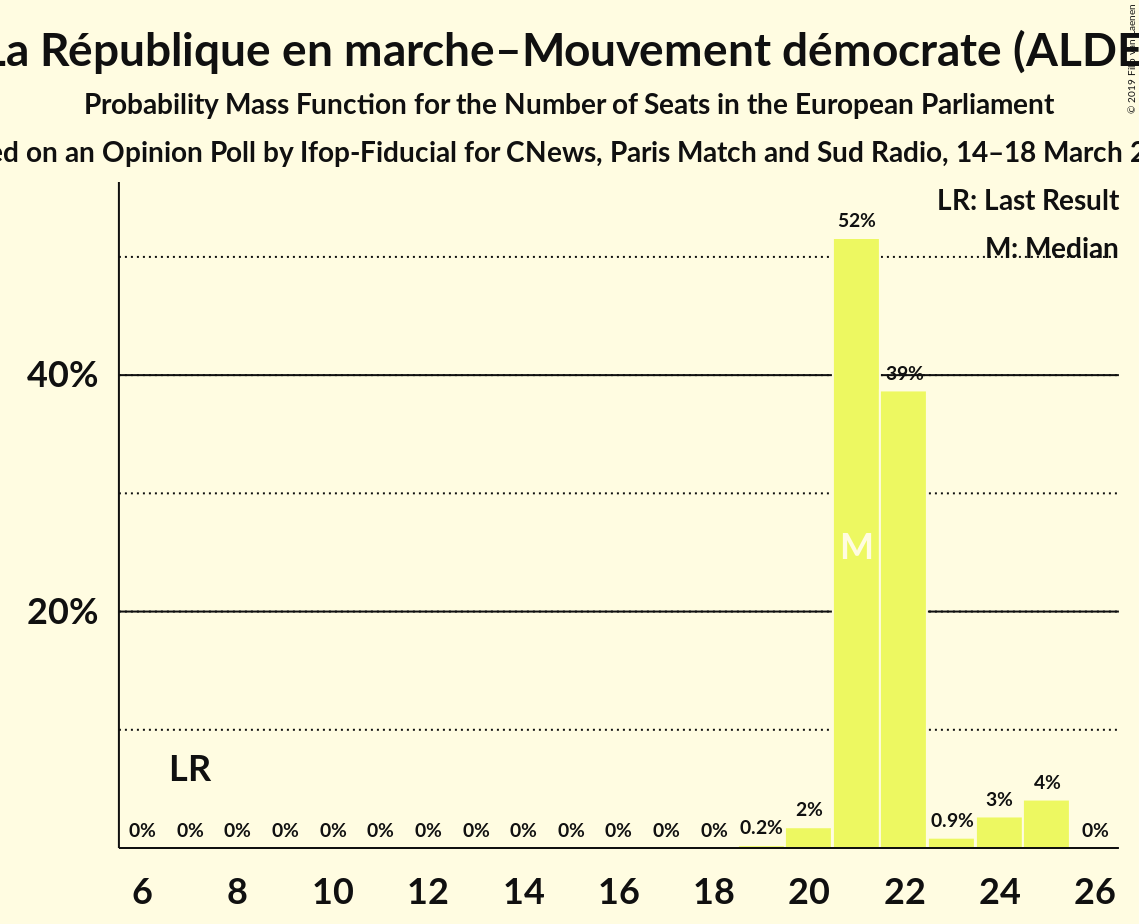 La République en marche–Mouvement démocrate (ALDE
Probability Mass Function for the Number of Seats in the European Parliament
on an Opinion Poll by Ifop-Fiducial for CNews, Paris Match and Sud Radio, 14–18 March
© 2019
LR: Last Result
M: Median
52%
39%
40%
M
20%
LR
0% 0% 0% 0% 0% 0% 0% 0% 0% 0% 0% 0% 0% 0.2% 2% 0.9% 3% 4% 0%
6 8 10 12 14 16 18 20 22 24 26